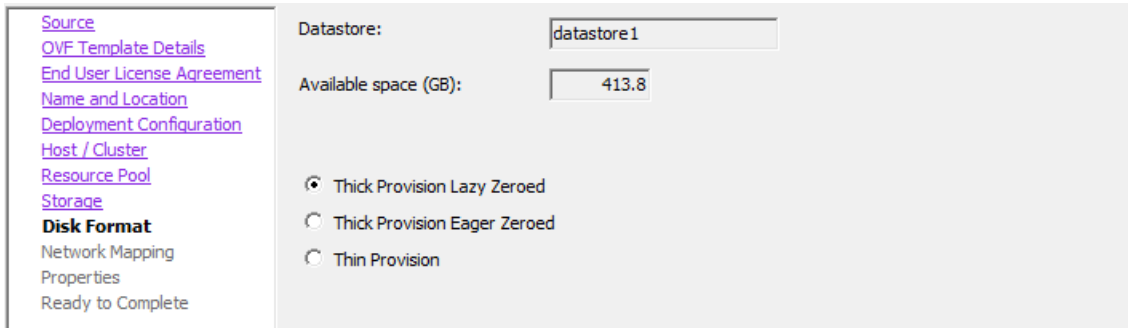 Source
OVF Template Details
End User License Agreement
Name and Location
Deployment Configuration
Host / Cluster
Resource Pool
Storage
Disk Format
Network Mapping
Properties
Ready to Complete
Datastore: datastore1
Available space (GB): 413.8
Thick Provision Lazy Zeroed
Thick Provision Eager Zeroed
Thin Provision